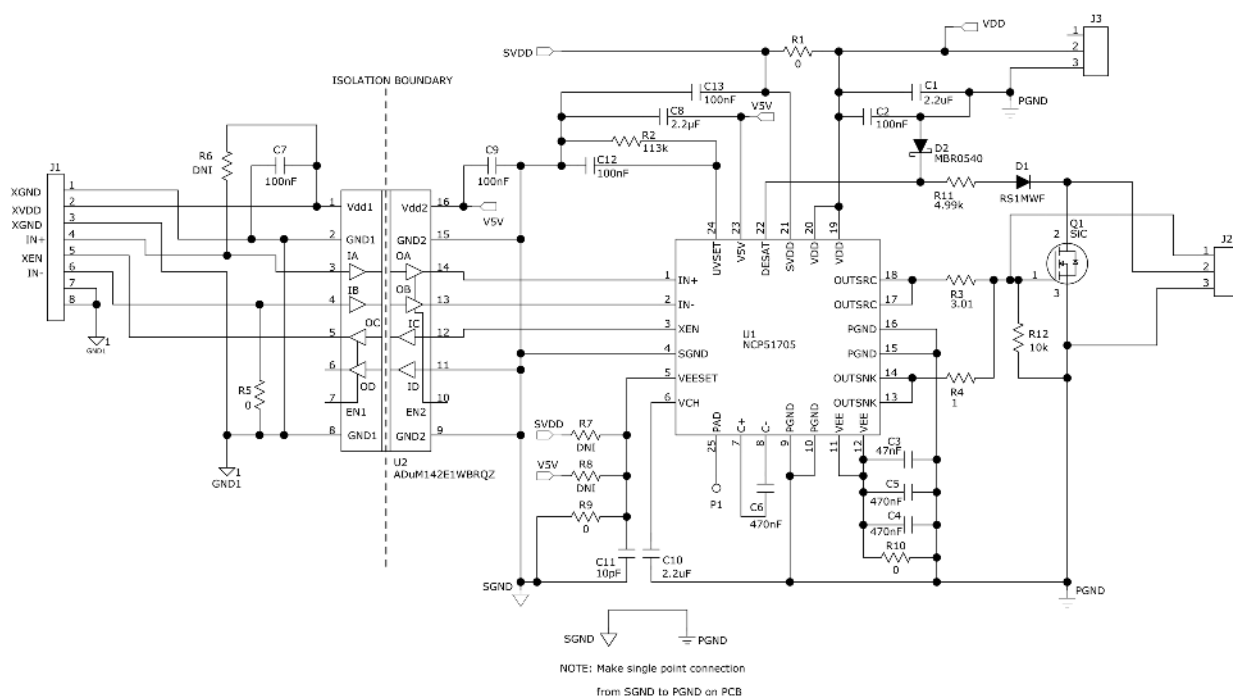 J3
VDD
SVDD
R1
0
1
2
3
ISOLATION BOUNDARY
C13
100nF
C1
2.2uF
PGND
C8
2.2µF
V5V
C2
100nF
R6
DNI
C7
100nF
C9
100nF
R2
113k
C12
100nF
D2
MBR0540
D1
RS1MWF
R11
4.99k
J1
XGND 1
XVDD 2
XGND 3
IN+ 4
XEN 5
IN- 6
7
8
GND1 1
1 Vdd1 Vdd2 16
V5V
2 GND1 GND2 15
3 IA OA 14
4 IB OB 13
5 OC IC 12
6 OD ID 11
7 EN1 EN2 10
8 GND1 GND2 9
U2
ADuM142E1WBRQZ
R5
0
GND1 1
24 23 22 21 20 19
UVSET V5V DESAT SVDD VDD VDD
1 IN+ OUTSRC 18
2 IN- OUTSRC 17
3 XEN PGND 16
4 SGND PGND 15
5 VEESET OUTSNK 14
6 VCH OUTSNK 13
U1
NCP51705
PAD C+ C- PGND PGND VEE VEE
25 7 8 9 10 11 12
R3
3.01
R4
1
Q1
SiC
2
1
3
R12
10k
J2
1
2
3
SVDD
R7
DNI
V5V
R8
DNI
R9
0
P1
C6
470nF
C3
47nF
C5
470nF
C4
470nF
R10
0
C11
10pF
C10
2.2uF
SGND
PGND
SGND
PGND
NOTE: Make single point connection
from SGND to PGND on PCB